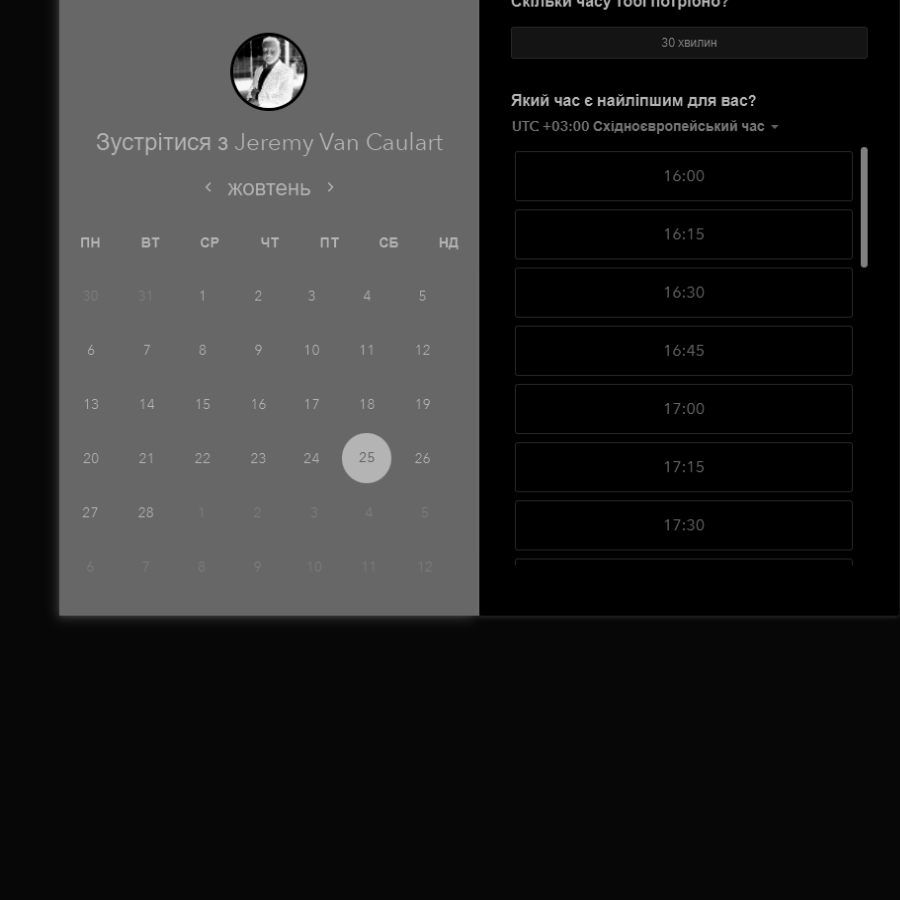 Зустрітися з Jeremy Van Caulart
жовтень
ПН ВТ СР ЧТ ПТ СБ НД
30 31 1 2 3 4 5
6 7 8 9 10 11 12
13 14 15 16 17 18 19
20 21 22 23 24 25 26
27 28 1 2 3 4 5
6 7 8 9 10 11 12
Скільки часу тобі потрібно?
30 хвилин
Який час є найліпшим для вас?
UTC +03:00 Східноєвропейський час
16:00
16:15
16:30
16:45
17:00
17:15
17:30